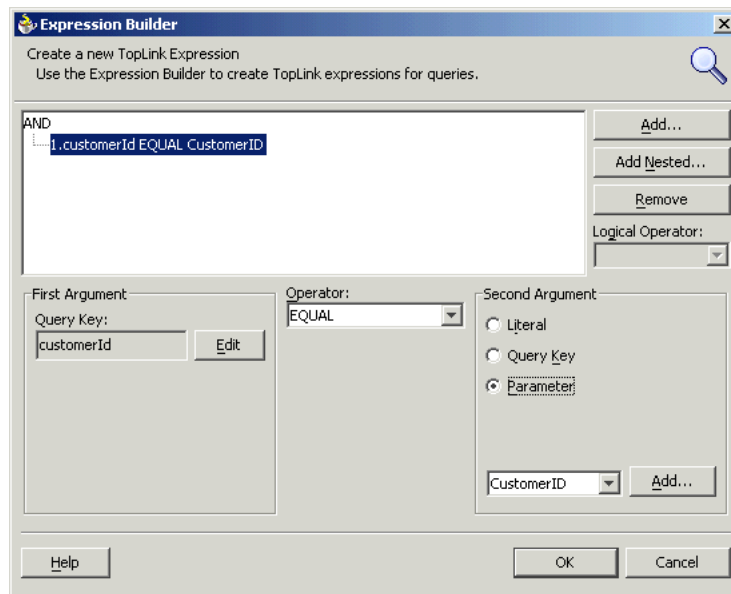 Expression Builder
Create a new TopLink Expression
Use the Expression Builder to create TopLink expressions for queries.
AND
1.customerId EQUAL CustomerID
Add...
Add Nested...
Remove
Logical Operator:
First Argument
Query Key:
customerId
Edit
Operator:
EQUAL
Second Argument
Literal
Query Key
Parameter
CustomerID
Add...
Help
OK
Cancel